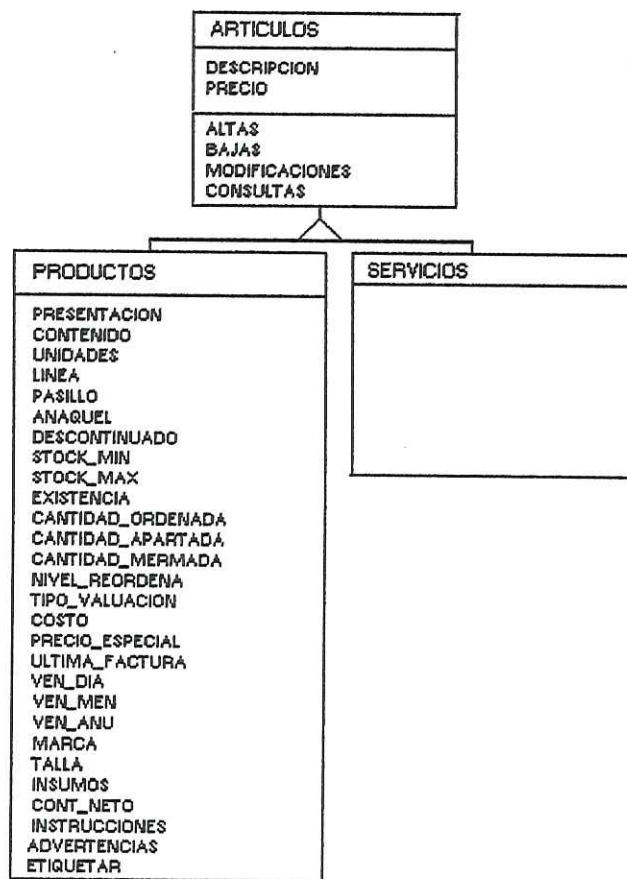 ARTICULOS
DESCRIPCION
PRECIO
ALTAS
BAJAS
MODIFICACIONES
CONSULTAS
PRODUCTOS
PRESENTACION
CONTENIDO
UNIDADES
LINEA
PASILLO
ANAQUEL
DESCONTINUADO
STOCK_MIN
STOCK_MAX
EXISTENCIA
CANTIDAD_ORDENADA
CANTIDAD_APARTADA
CANTIDAD_MERMADA
NIVEL_REORDENA
TIPO_VALUACION
COSTO
PRECIO_ESPECIAL
ULTIMA_FACTURA
VEN_DIA
VEN_MEN
VEN_ANU
MARCA
TALLA
INSUMOS
CONT_NETO
INSTRUCCIONES
ADVERTENCIAS
ETIQUETAR
SERVICIOS